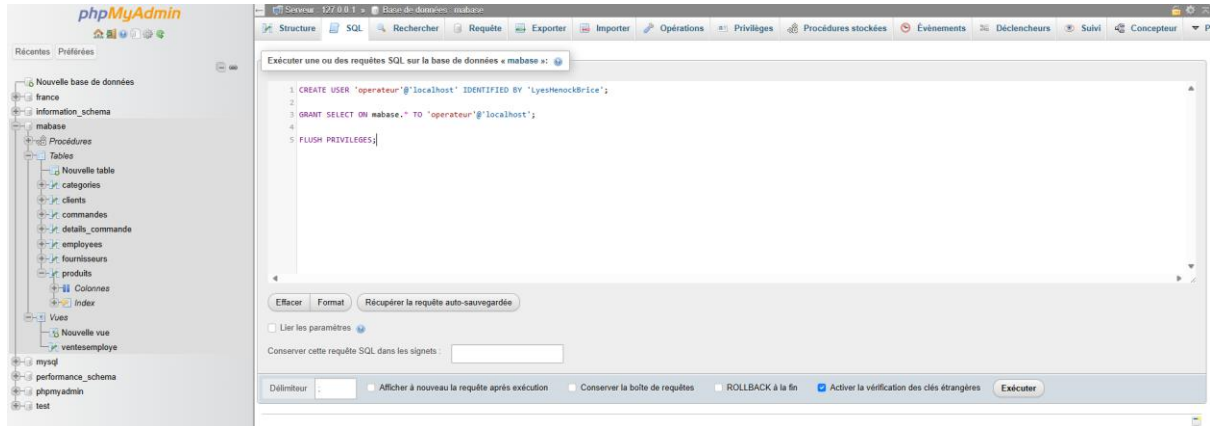 phpMyAdmin
Récentes Préférées
Nouvelle base de données
france
information_schema
mabase
Procédures
Tables
Nouvelle table
categories
clients
commandes
details_commande
employees
fournisseurs
produits
Colonnes
Index
Vues
Nouvelle vue
ventesemploye
mysql
performance_schema
phpmyadmin
test
Serveur : 127.0.0.1 » Base de données : mabase
Structure SQL Rechercher Requête Exporter Importer Opérations Privilèges Procédures stockées Évènements Déclencheurs Suivi Concepteur P
Exécuter une ou des requêtes SQL sur la base de données « mabase »:
1 CREATE USER 'operateur'@'localhost' IDENTIFIED BY 'LyesHenockBrice';
2
3 GRANT SELECT ON mabase.* TO 'operateur'@'localhost';
4
5 FLUSH PRIVILEGES;
Effacer Format Récupérer la requête auto-sauvegardée
Lier les paramètres
Conserver cette requête SQL dans les signets :
Délimiteur ; Afficher à nouveau la requête après exécution Conserver la boîte de requêtes ROLLBACK à la fin Activer la vérification des clés étrangères Exécuter